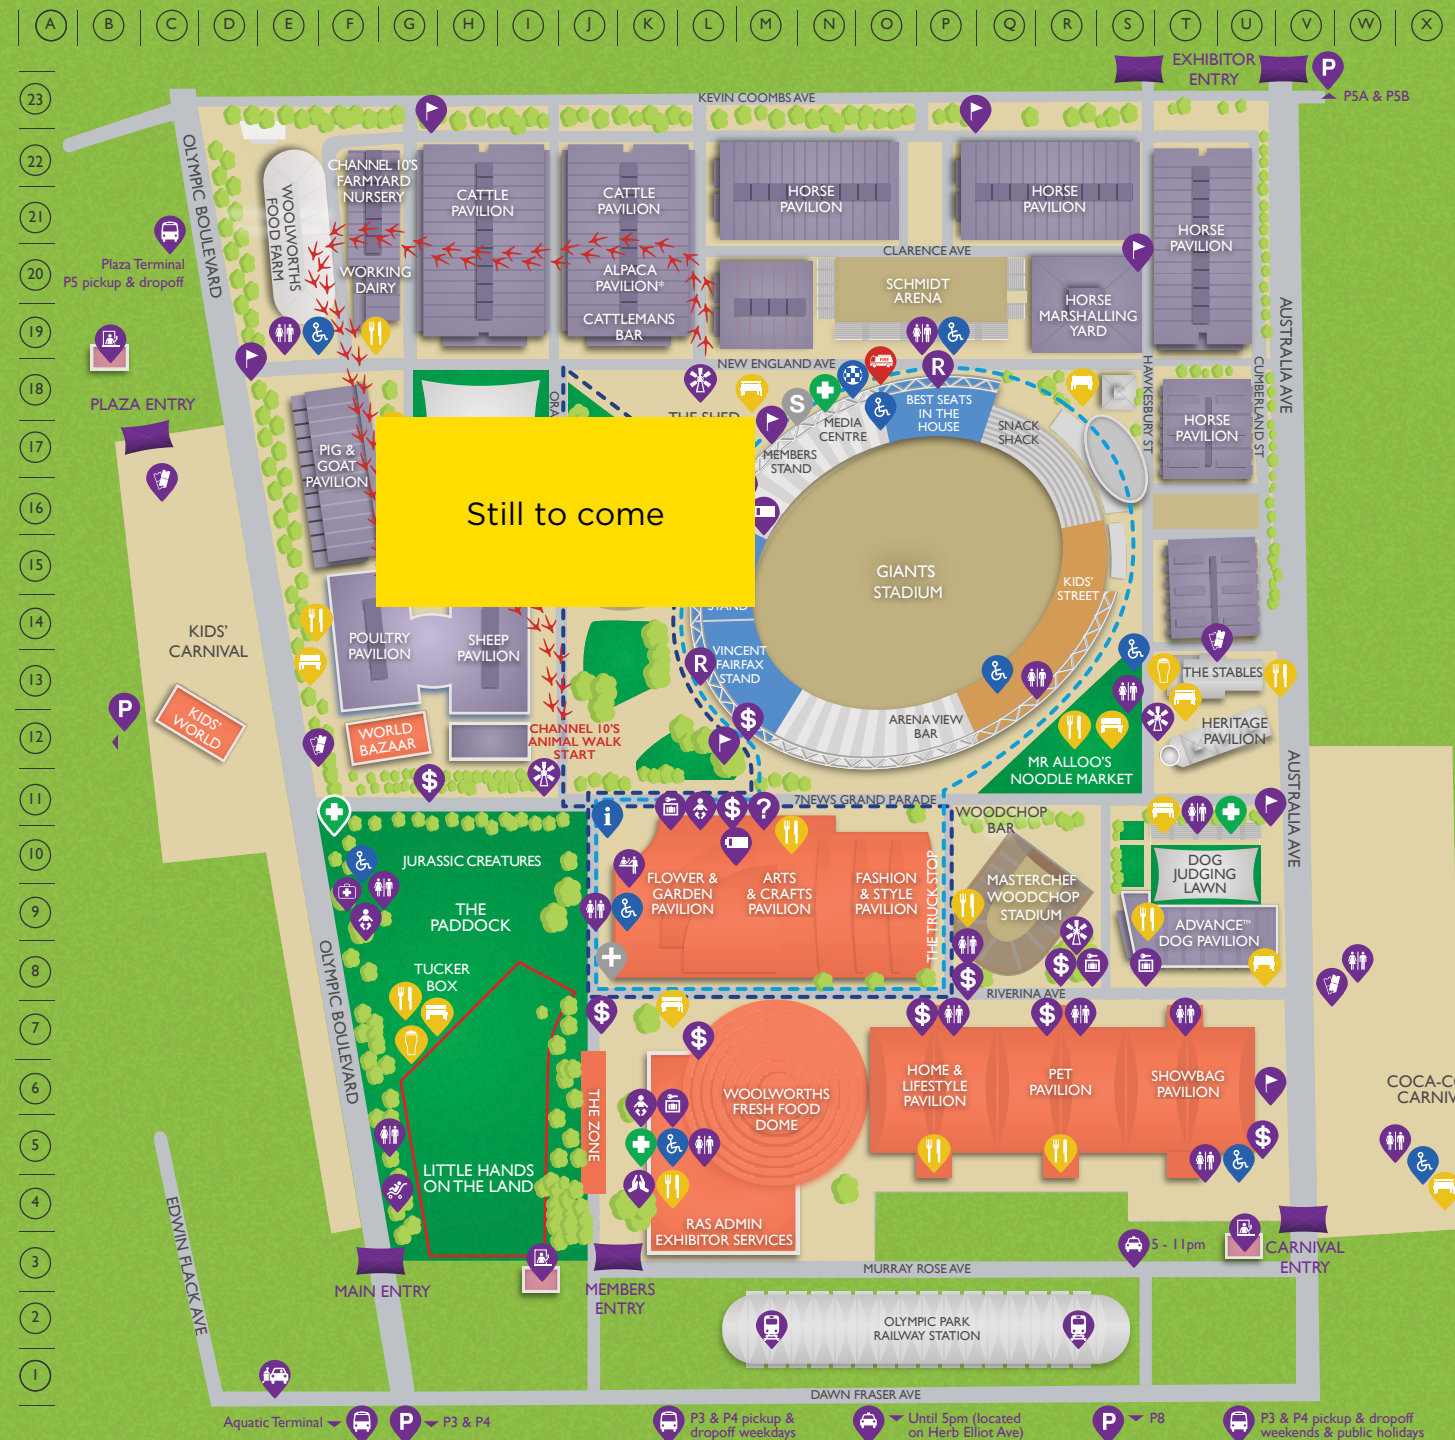 A B C D E F G H I J K L M N O P Q R S T U V W X
23
22
21
20
19
18
17
16
15
14
13
12
11
10
9
8
7
6
5
4
3
2
1
EXHIBITOR
ENTRY
P
P5A & P5B
KEVIN COOMBS AVE
OLYMPIC BOULEVARD
WOOLWORTHS
FOOD FARM
CHANNEL 10'S
FARMYARD
NURSERY
WORKING
DAIRY
CATTLE
PAVILION
CATTLE
PAVILION
ALPACA
PAVILION*
CATTLEMANS
BAR
HORSE
PAVILION
HORSE
PAVILION
HORSE
PAVILION
CLARENCE AVE
SCHMIDT
ARENA
HORSE
MARSHALLING
YARD
Plaza Terminal
P5 pickup & dropoff
PLAZA ENTRY
NEW ENGLAND AVE
AUSTRALIA AVE
HAWKESBURY ST
CUMBERLAND ST
THE SHED
S
R
FIRE
BEST SEATS
IN THE
HOUSE
MEDIA
CENTRE
MEMBERS
STAND
SNACK
SHACK
HORSE
PAVILION
PIG &
GOAT
PAVILION
Still to come
GIANTS
STADIUM
KIDS'
STREET
STAND
KIDS'
CARNIVAL
POULTRY
PAVILION
SHEEP
PAVILION
R
VINCENT
FAIRFAX
STAND
THE STABLES
P
KIDS'
WORLD
WORLD
BAZAAR
CHANNEL 10'S
ANIMAL WALK
START
$
ARENA VIEW
BAR
HERITAGE
PAVILION
MR ALLOO'S
NOODLE MARKET
AUSTRALIA AVE
$
7NEWS GRAND PARADE
i
$
?
WOODCHOP
BAR
JURASSIC CREATURES
THE
PADDOCK
FLOWER &
GARDEN
PAVILION
ARTS
& CRAFTS
PAVILION
FASHION
& STYLE
PAVILION
THE TRUCK STOP
MASTERCHEF
WOODCHOP
STADIUM
DOG
JUDGING
LAWN
ADVANCE™
DOG PAVILION
OLYMPIC BOULEVARD
TUCKER
BOX
$
$
RIVERINA AVE
$
$
$
$
HOME &
LIFESTYLE
PAVILION
PET
PAVILION
SHOWBAG
PAVILION
COCA-CO
CARNIV
WOOLWORTHS
FRESH FOOD
DOME
THE ZONE
$
LITTLE HANDS
ON THE LAND
RAS ADMIN
EXHIBITOR SERVICES
EDWIN FLACK AVE
MAIN ENTRY
MEMBERS
ENTRY
5 - 11pm
CARNIVAL
ENTRY
MURRAY ROSE AVE
OLYMPIC PARK
RAILWAY STATION
DAWN FRASER AVE
Aquatic Terminal
P
P3 & P4
P3 & P4 pickup &
dropoff weekdays
Until 5pm (located
on Herb Elliot Ave)
P
P8
P3 & P4 pickup & dropoff
weekends & public holidays